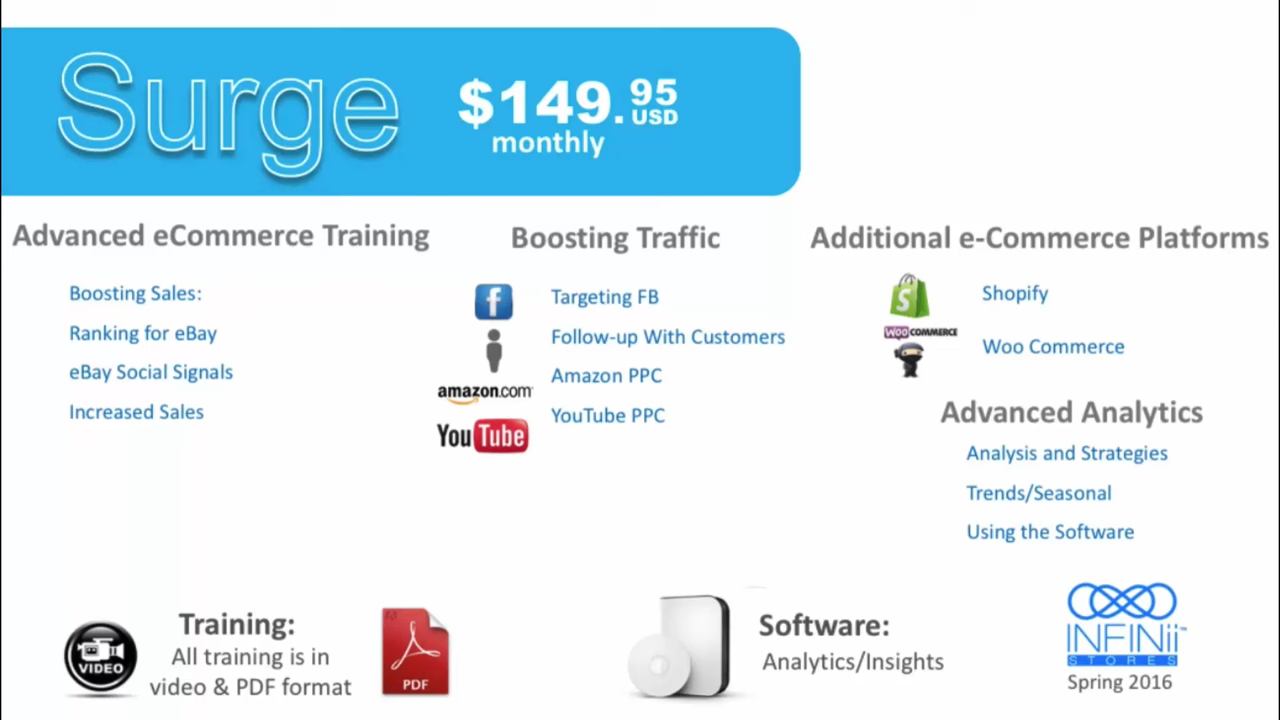 Surge
$149.95 USD
monthly
Advanced eCommerce Training
Boosting Sales:
Ranking for eBay
eBay Social Signals
Increased Sales
Boosting Traffic
f
Targeting FB
Follow-up With Customers
amazon.com
Amazon PPC
YouTube
YouTube PPC
Additional e-Commerce Platforms
S
Shopify
WOO COMMERCE
Woo Commerce
Advanced Analytics
Analysis and Strategies
Trends/Seasonal
Using the Software
VIDEO
Training:
All training is in
video & PDF format
PDF
Software:
Analytics/Insights
INFINii™
STORES
Spring 2016